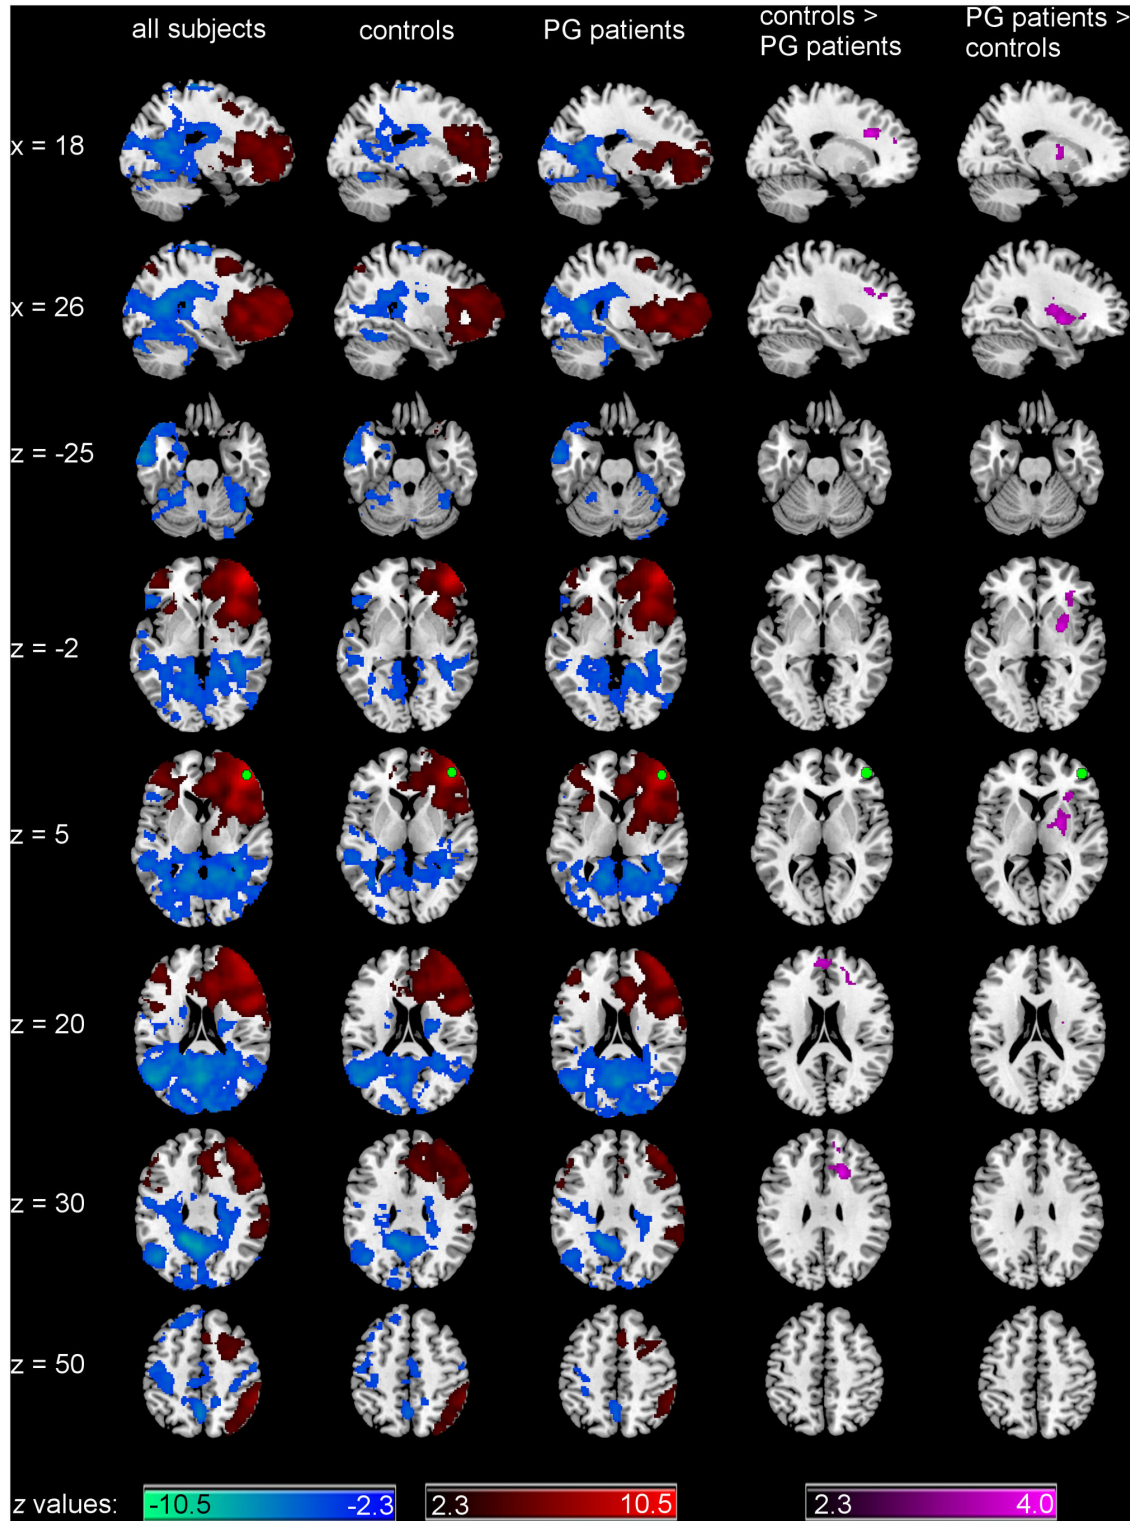 all subjects
controls
PG patients
controls >
PG patients
PG patients >
controls
x = 18
x = 26
z = -25
z = -2
z = 5
z = 20
z = 30
z = 50
z values:
-10.5 -2.3
2.3 10.5
2.3 4.0